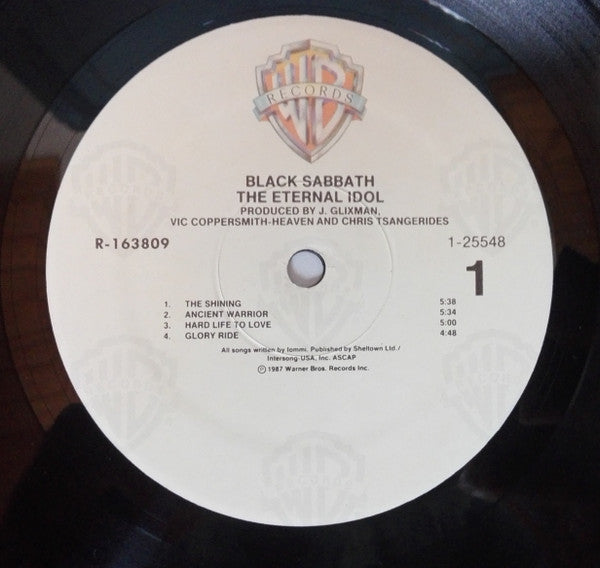 WB
RECORDS
BLACK SABBATH
THE ETERNAL IDOL
PRODUCED BY J. GLIXMAN,
VIC COPPERSMITH-HEAVEN AND CHRIS TSANGERIDES
R-163809 1-25548
1
1. THE SHINING 5:38
2. ANCIENT WARRIOR 5:34
3. HARD LIFE TO LOVE 5:00
4. GLORY RIDE 4:48
All songs written by Iommi. Published by Sheltown Ltd./
Intersong-USA, Inc. ASCAP
℗ 1987 Warner Bros. Records Inc.